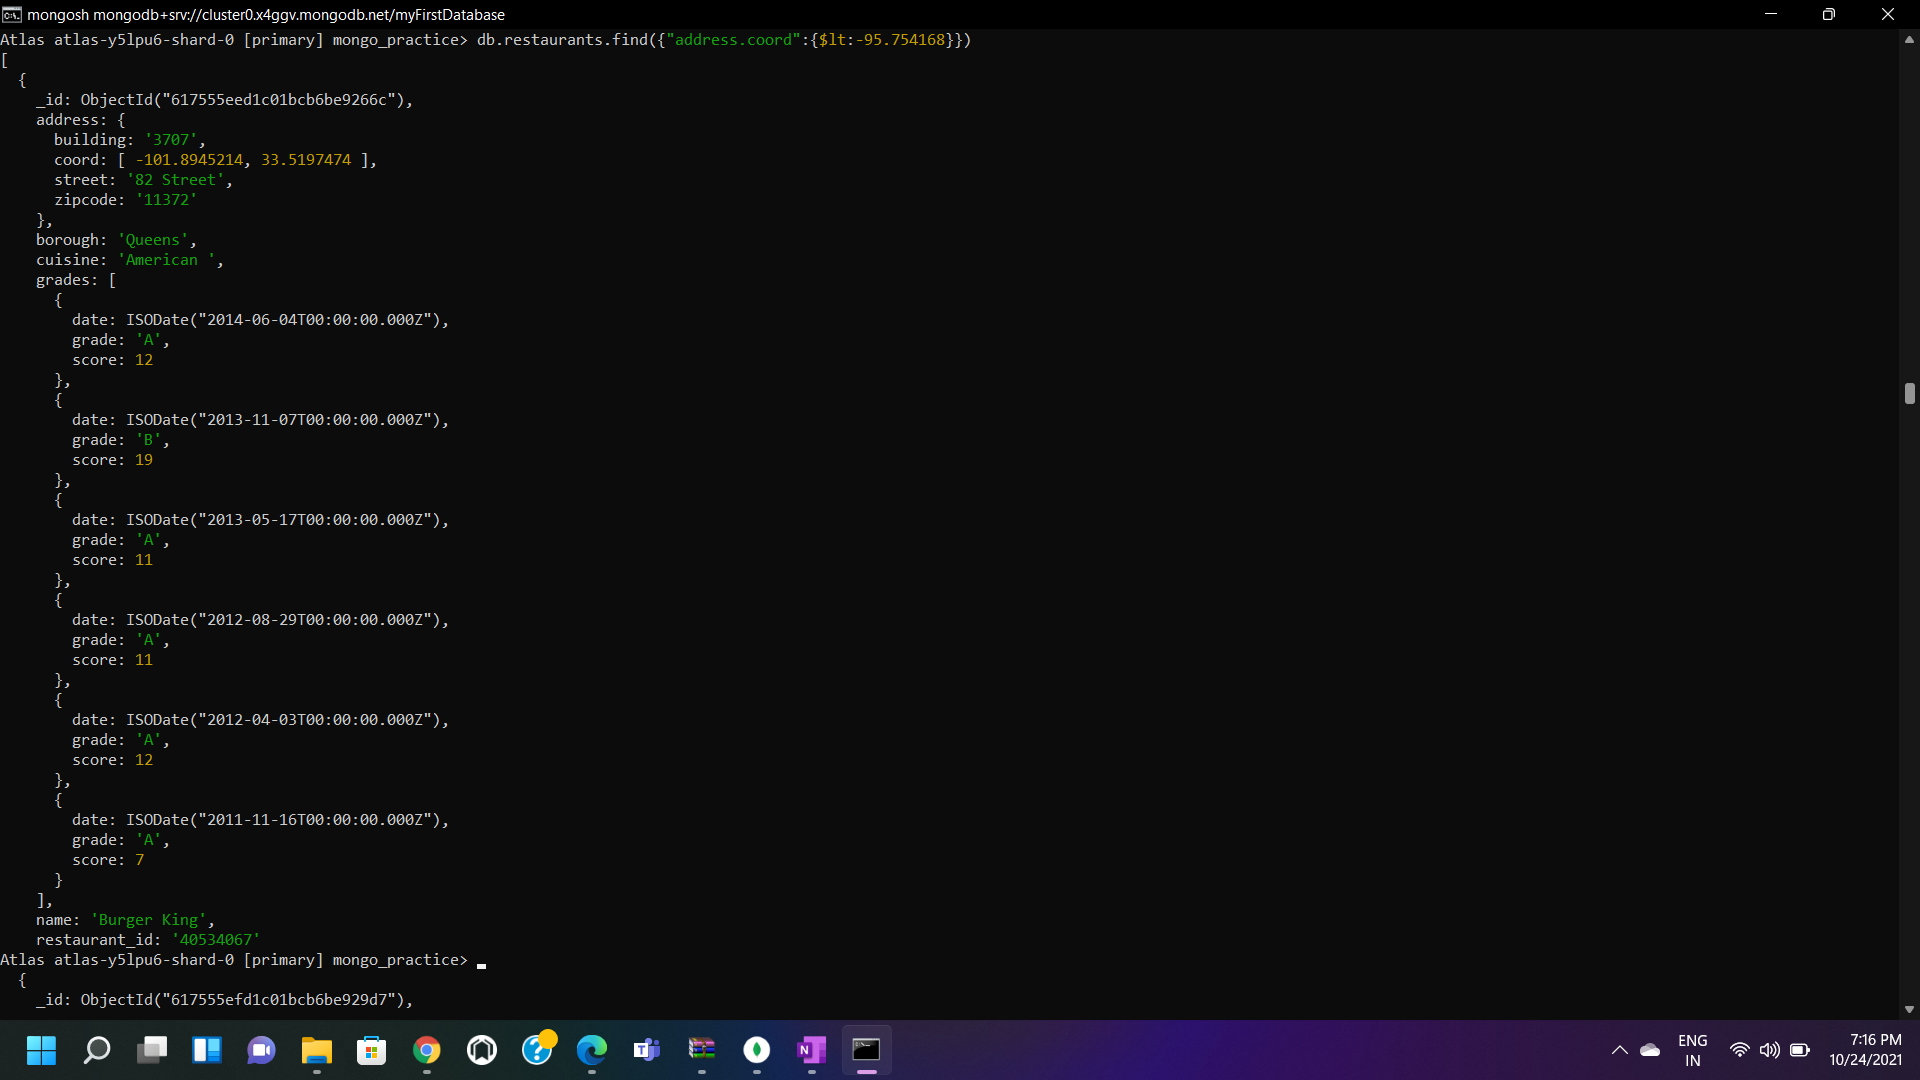 mongosh mongodb+srv://cluster0.x4ggv.mongodb.net/myFirstDatabase
Atlas atlas-y5lpu6-shard-0 [primary] mongo_practice> db.restaurants.find({"address.coord":{$lt:-95.754168}})
[
  {
    _id: ObjectId("617555eed1c01bcb6be9266c"),
    address: {
      building: '3707',
      coord: [ -101.8945214, 33.5197474 ],
      street: '82 Street',
      zipcode: '11372'
    },
    borough: 'Queens',
    cuisine: 'American ',
    grades: [
      {
        date: ISODate("2014-06-04T00:00:00.000Z"),
        grade: 'A',
        score: 12
      },
      {
        date: ISODate("2013-11-07T00:00:00.000Z"),
        grade: 'B',
        score: 19
      },
      {
        date: ISODate("2013-05-17T00:00:00.000Z"),
        grade: 'A',
        score: 11
      },
      {
        date: ISODate("2012-08-29T00:00:00.000Z"),
        grade: 'A',
        score: 11
      },
      {
        date: ISODate("2012-04-03T00:00:00.000Z"),
        grade: 'A',
        score: 12
      },
      {
        date: ISODate("2011-11-16T00:00:00.000Z"),
        grade: 'A',
        score: 7
      }
    ],
    name: 'Burger King',
    restaurant_id: '40534067'
Atlas atlas-y5lpu6-shard-0 [primary] mongo_practice>
  {
    _id: ObjectId("617555efd1c01bcb6be929d7"),
ENG
IN
7:16 PM
10/24/2021